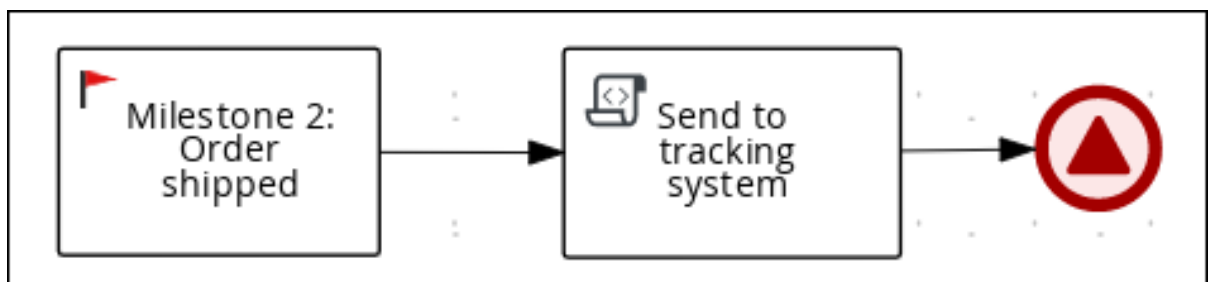 Milestone 2:
Order
shipped
Send to
tracking
system